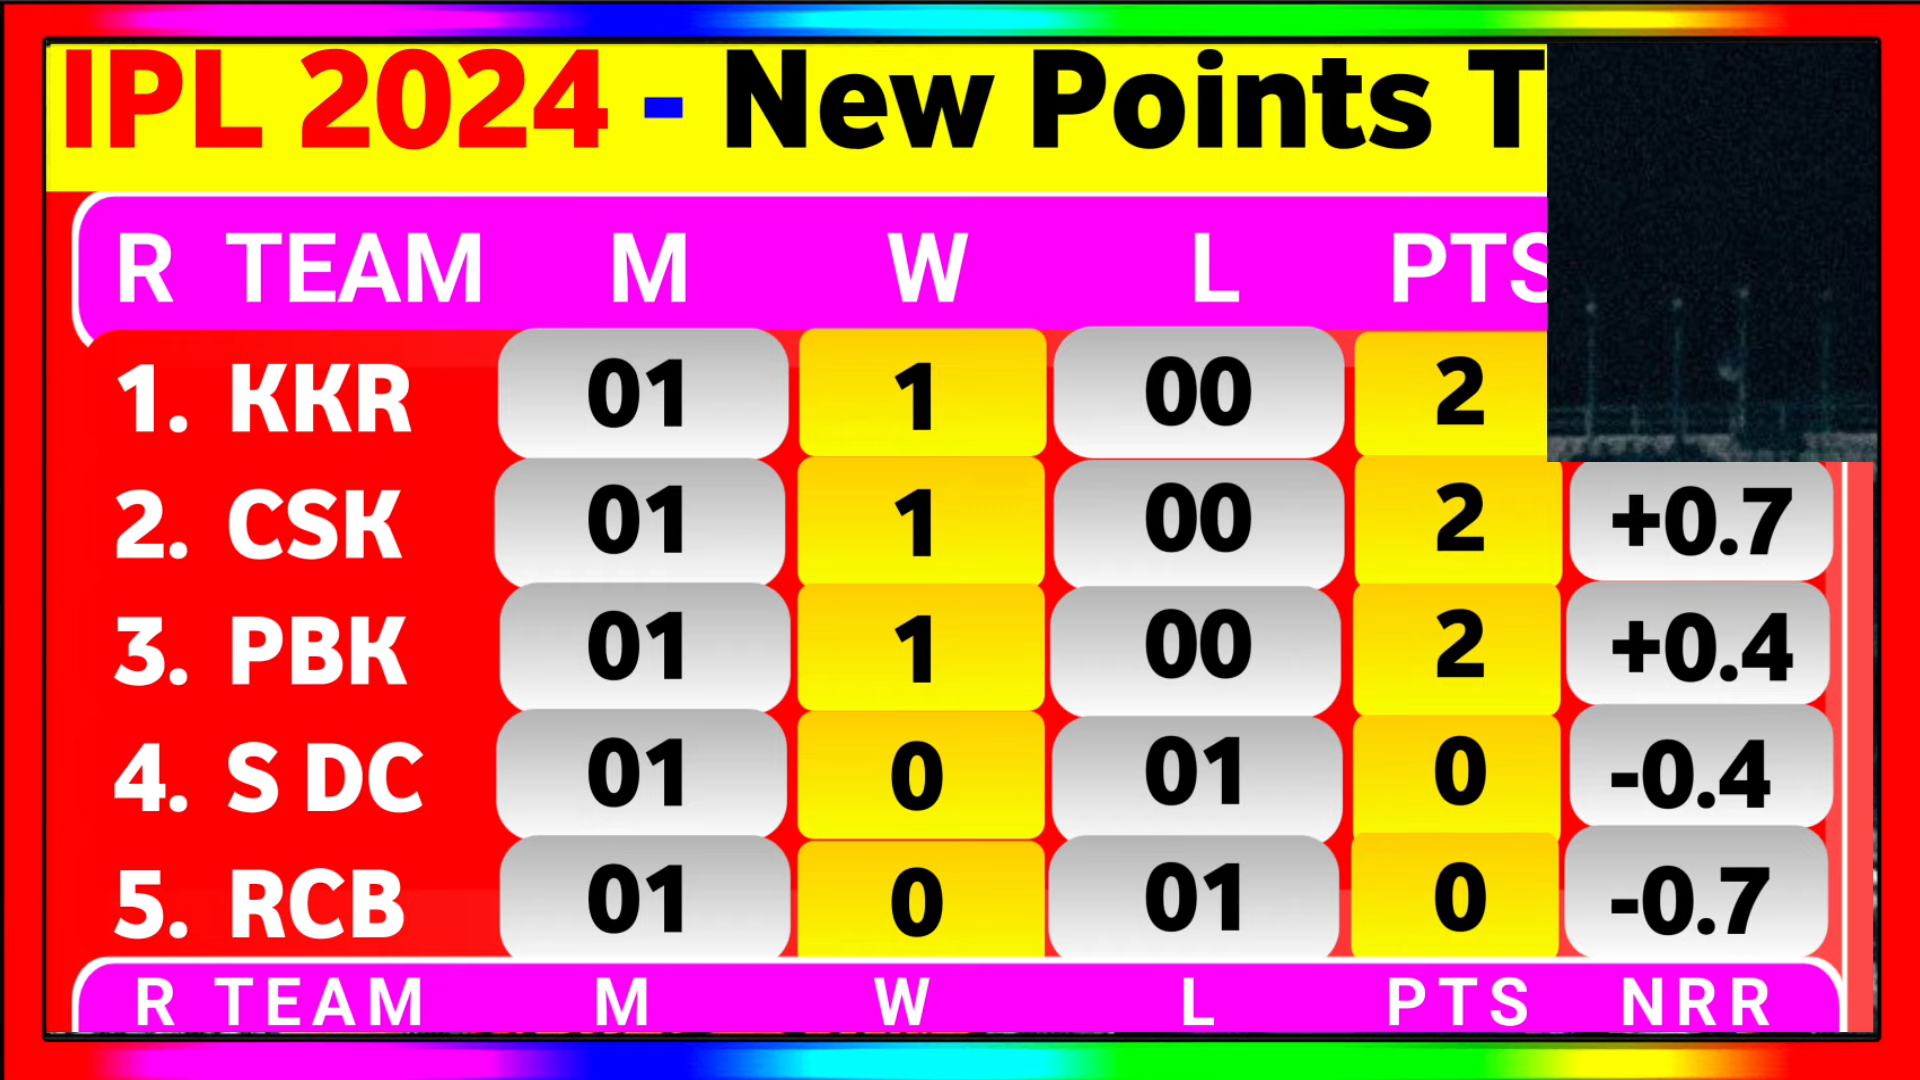 IPL 2024 - New Points T
R TEAM M W L PTS
1. KKR 01 1 00 2
2. CSK 01 1 00 2 +0.7
3. PBK 01 1 00 2 +0.4
4. S DC 01 0 01 0 -0.4
5. RCB 01 0 01 0 -0.7
R TEAM M W L PTS NRR